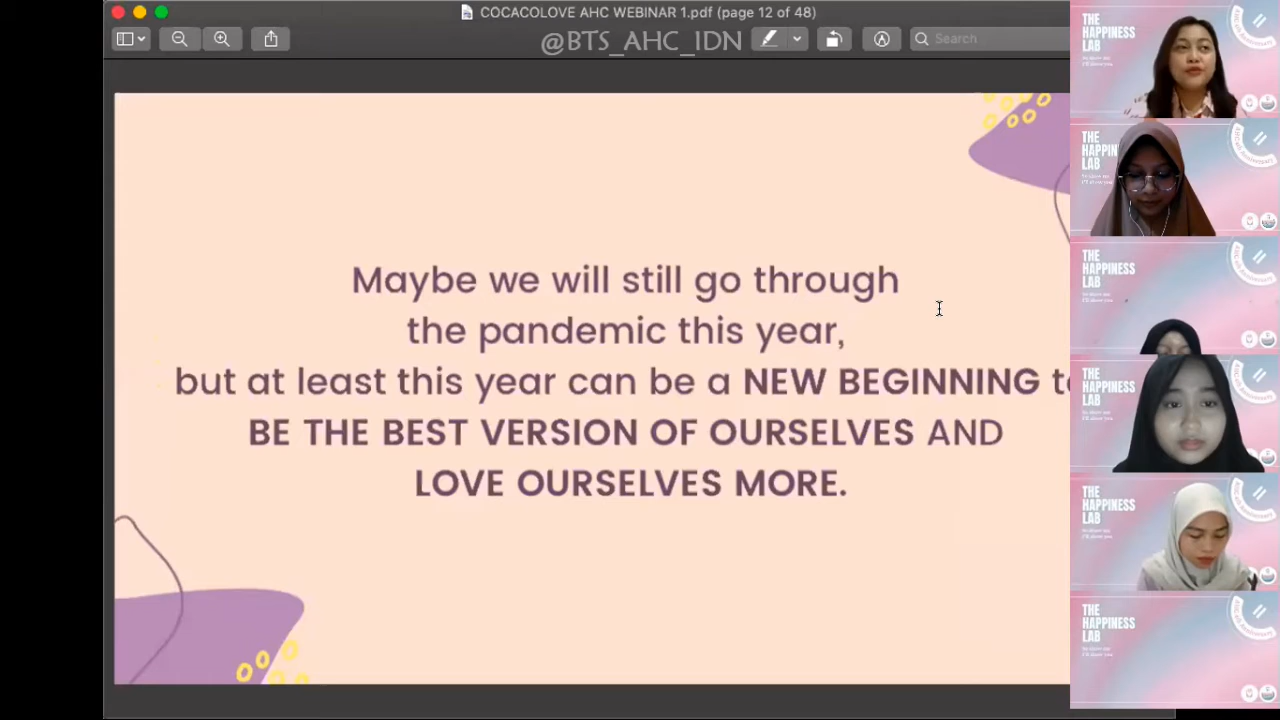 COCACOLOVE AHC WEBINAR 1.pdf (page 12 of 48)
@BTS_AHC_IDN
Search
Maybe we will still go through
the pandemic this year,
but at least this year can be a NEW BEGINNING
BE THE BEST VERSION OF OURSELVES AND
LOVE OURSELVES MORE.
THE
HAPPINESS
LAB
THE
LAB
THE
HAPPINESS
LAB
THE
HAPPINESS
LAB
THE
HAPPINESS
LAB
THE
HAPPINESS
LAB